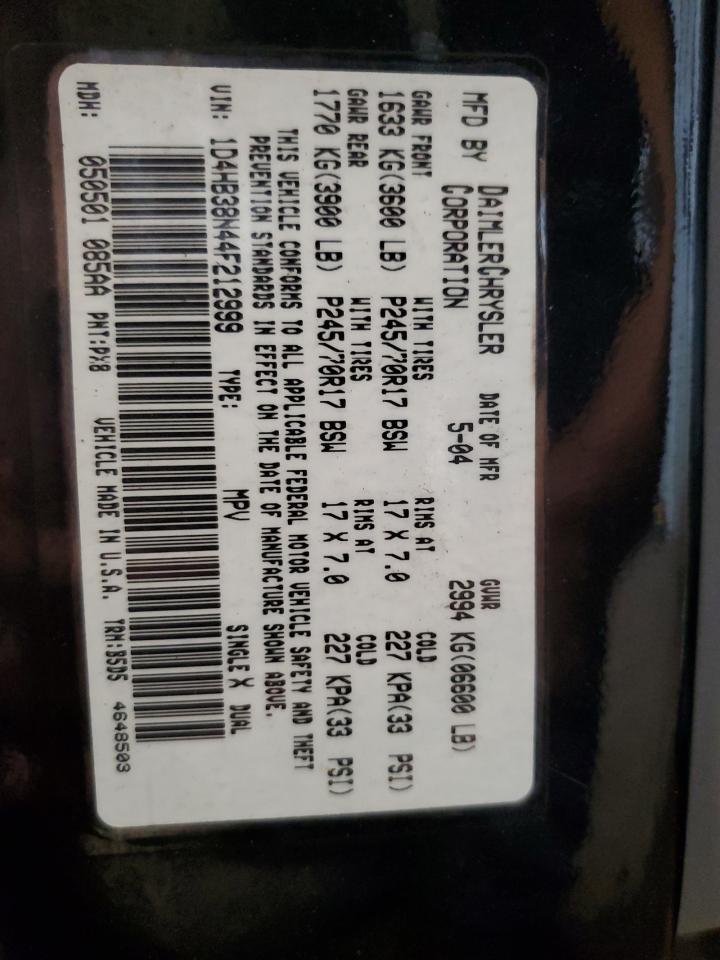 MFD BY DAIMLERCHRYSLER CORPORATION DATE OF MFR 5-04 GVWR 2994 KG(06600 LB)
GAWR FRONT WITH TIRES RIMS AT COLD
1633 KG(3600 LB) P245/70R17 BSW 17 X 7.0 227 KPA(33 PSI)
GAWR REAR WITH TIRES RIMS AT COLD
1770 KG(3900 LB) P245/70R17 BSW 17 X 7.0 227 KPA(33 PSI)
THIS VEHICLE CONFORMS TO ALL APPLICABLE FEDERAL MOTOR VEHICLE SAFETY AND THEFT
PREVENTION STANDARDS IN EFFECT ON THE DATE OF MANUFACTURE SHOWN ABOVE.
VIN: 1D4HB38N44F212999 TYPE: MPV SINGLE X DUAL
MDH: 050501 085AA PNT:PX8 VEHICLE MADE IN U.S.A. TRM:B5D5 4648503